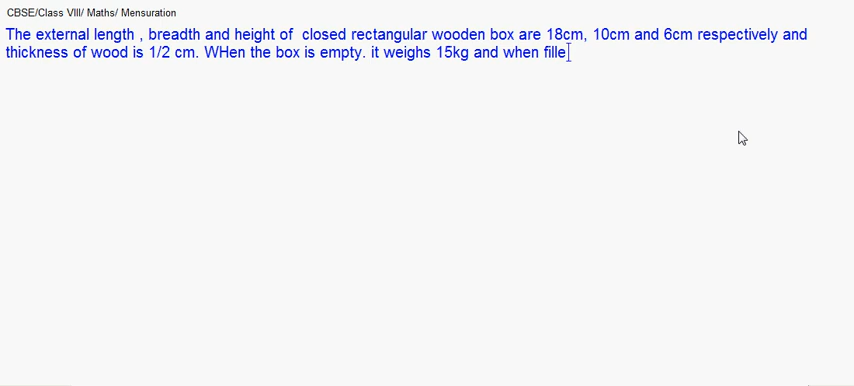 CBSE/Class VIII/ Maths/ Mensuration
The external length , breadth and height of  closed rectangular wooden box are 18cm, 10cm and 6cm respectively and
thickness of wood is 1/2 cm. WHen the box is empty. it weighs 15kg and when fille